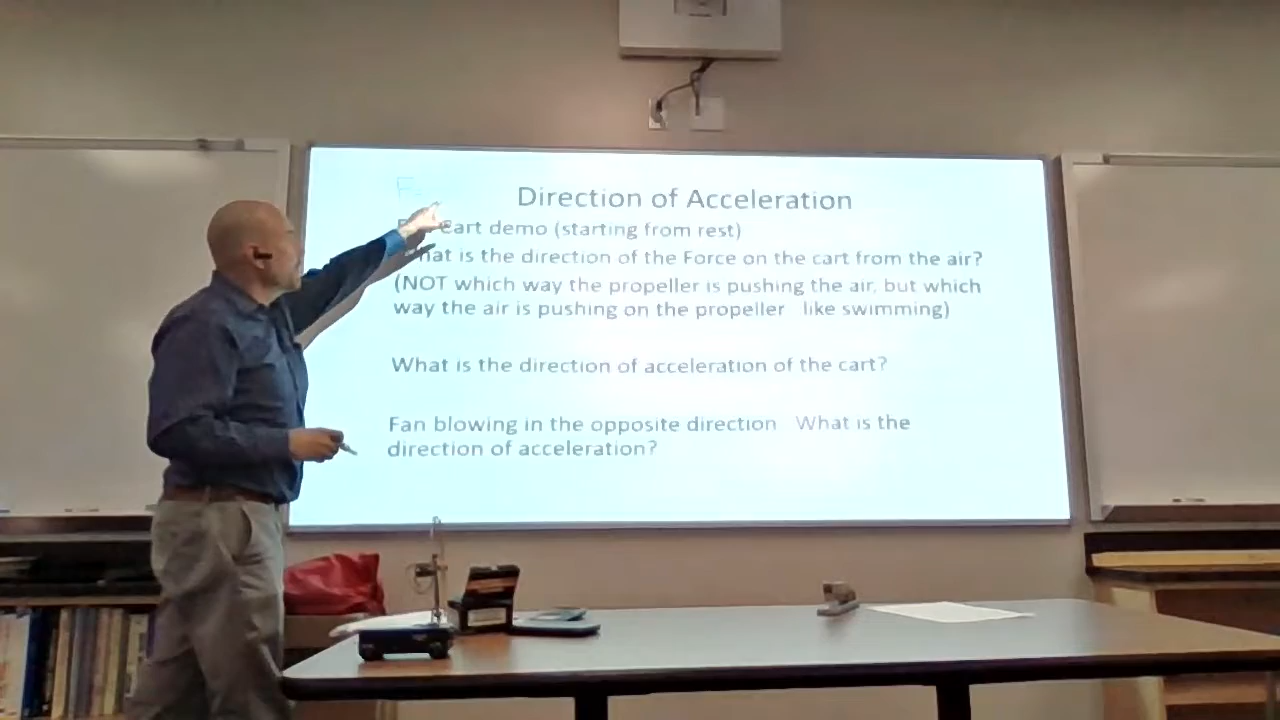 F
Direction of Acceleration
Cart demo (starting from rest)
What is the direction of the Force on the cart from the air?
(NOT which way the propeller is pushing the air, but which
way the air is pushing on the propeller like swimming)
What is the direction of acceleration of the cart?
Fan blowing in the opposite direction What is the
direction of acceleration?